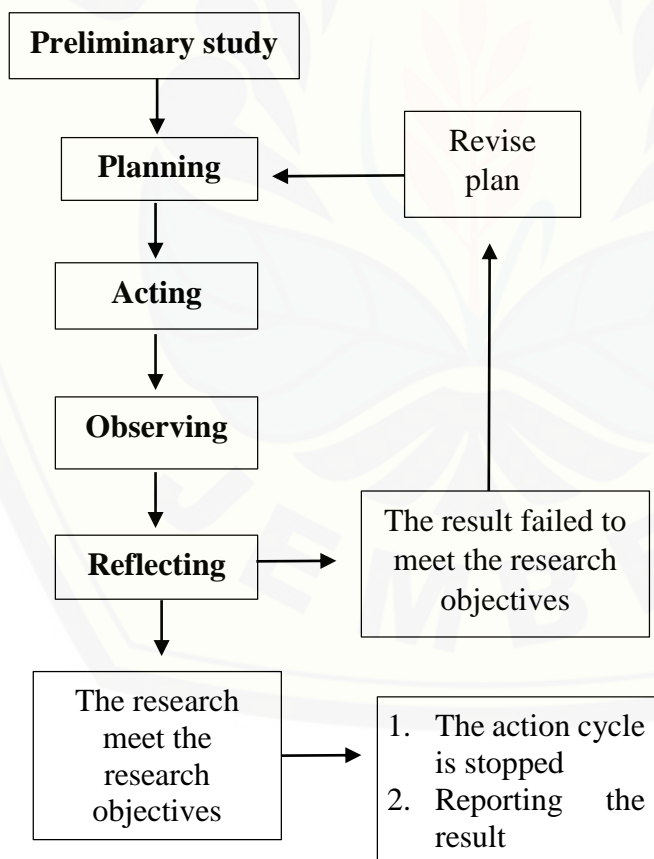 Preliminary study
Planning
Revise
plan
Acting
Observing
Reflecting
The result failed to
meet the research
objectives
The research
meet the
research
objectives
1. The action cycle
is stopped
2. Reporting the
result
JEMBE